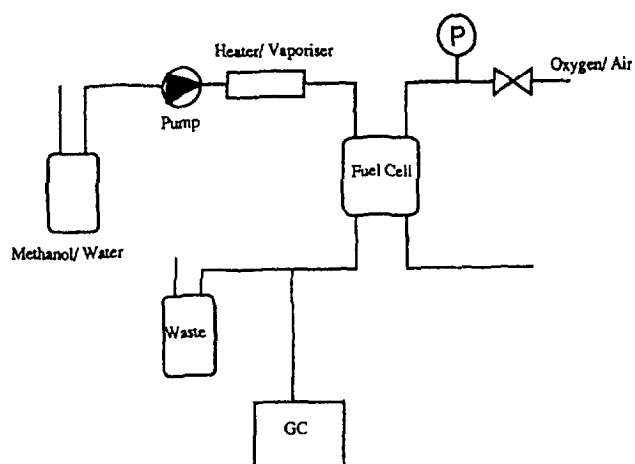 P
Heater/ Vaporiser
Oxygen/ Air
Pump
Fuel Cell
Methanol/ Water
Waste
GC